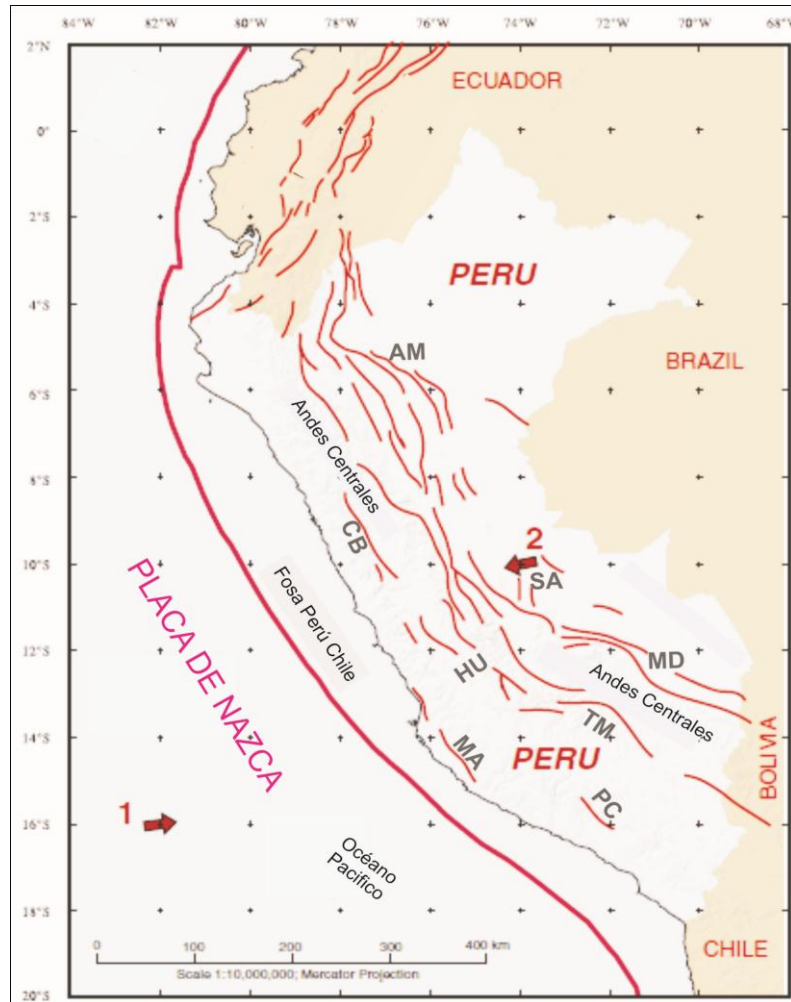 84°W 82°W 80°W 78°W 76°W 74°W 72°W 70°W 68°W
2°N
ECUADOR
0°
2°S
PERU
4°S
AM
BRAZIL
6°S
Andes Centrales
8°S
CB
2
10°S
SA
PLACA DE NAZCA
Fosa Perú Chile
12°S
HU
MD
Andes Centrales
14°S
MA
TM
PERU
BOLIVIA
PC
1
16°S
Océano
Pacifico
18°S
0 100 200 300 400 km
Scale 1:10,000,000; Mercator Projection
CHILE
20°S